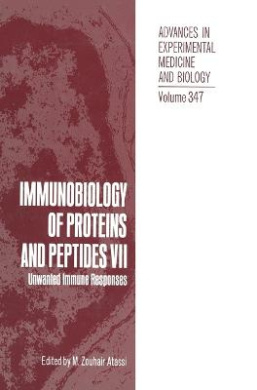 ADVANCES IN
EXPERIMENTAL
MEDICINE
AND BIOLOGY
Volume 347
IMMUNOBIOLOGY
OF PROTEINS
AND PEPTIDES VII
Unwanted Immune Responses
Edited by M. Zouhair Atassi